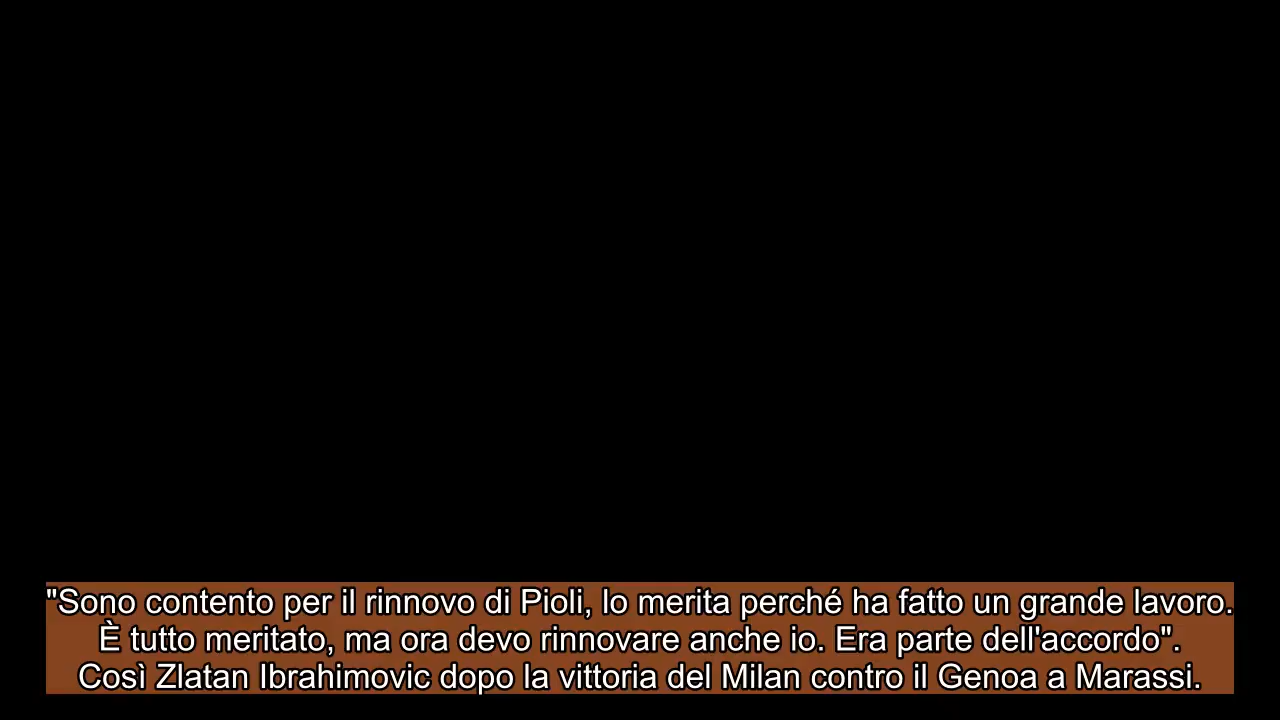 "Sono contento per il rinnovo di Pioli, lo merita perché ha fatto un grande lavoro.
È tutto meritato, ma ora devo rinnovare anche io. Era parte dell'accordo".
Così Zlatan Ibrahimovic dopo la vittoria del Milan contro il Genoa a Marassi.